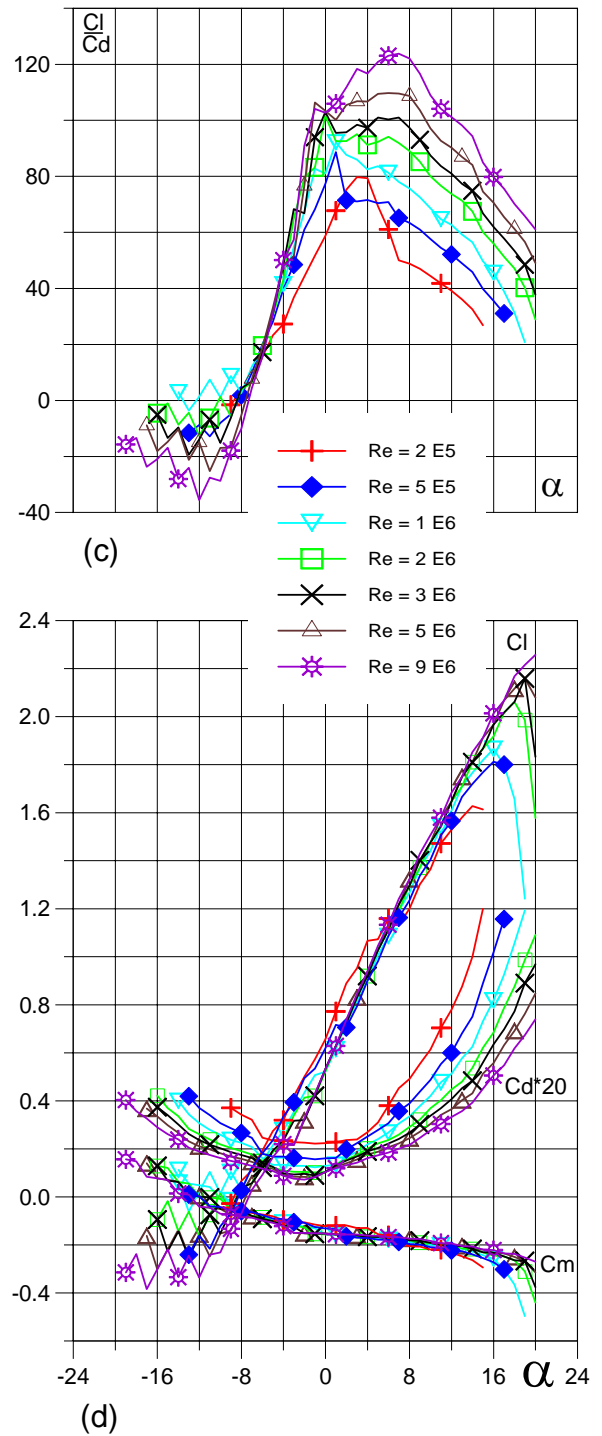 Cl
Cd
120
80
40
0
-40
α
(c)
Re = 2 E5
Re = 5 E5
Re = 1 E6
Re = 2 E6
Re = 3 E6
Re = 5 E6
Re = 9 E6
2.4
Cl
2.0
1.6
1.2
0.8
0.4
Cd*20
0.0
Cm
-0.4
-24 -16 -8 0 8 16 α 24
(d)